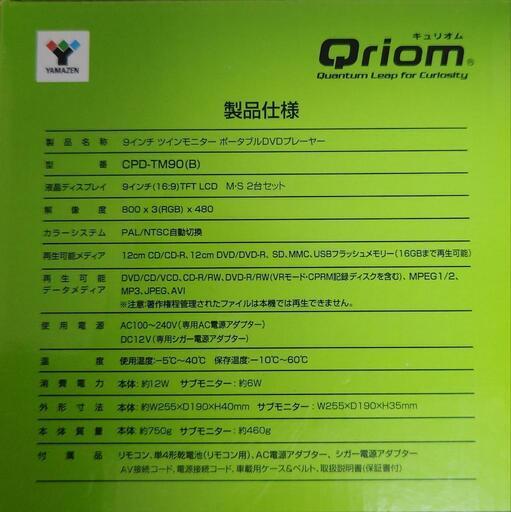 YAMAZEN
キュリオム
Qriom®
Quantum Leap for Curiosity
製品仕様
製品名称 9インチ ツインモニター ポータブルDVDプレーヤー
型番 CPD-TM90(B)
液晶ディスプレイ 9インチ(16:9)TFT LCD M・S 2台セット
解像度 800 x 3(RGB) x 480
カラーシステム PAL/NTSC自動切換
再生可能メディア 12cm CD/CD-R、12cm DVD/DVD-R、SD、MMC、USBフラッシュメモリー(16GBまで再生可能)
再生可能 DVD/CD/VCD、CD-R/RW、DVD-R/RW(VRモード・CPRM記録ディスクを含む)、MPEG1/2、
データメディア MP3、JPEG、AVI
※注意:著作権程管理されたファイルは本機では再生できません。
使用電源 AC100～240V(専用AC電源アダプター)
DC12V(専用シガー電源アダプター)
温度 使用温度:－5℃～40℃ 保存温度:－10℃～60℃
消費電力 本体:約12W サブモニター:約6W
外形寸法 本体:約W255×D190×H40mm サブモニター:W255×D190×H35mm
本体質量 本体:約750g サブモニター:約460g
付属品 リモコン、単4形乾電池(リモコン用)、AC電源アダプター、シガー電源アダプター
AV接続コード、電源接続コード、車載用ケース&ベルト、取扱説明書(保証書付)